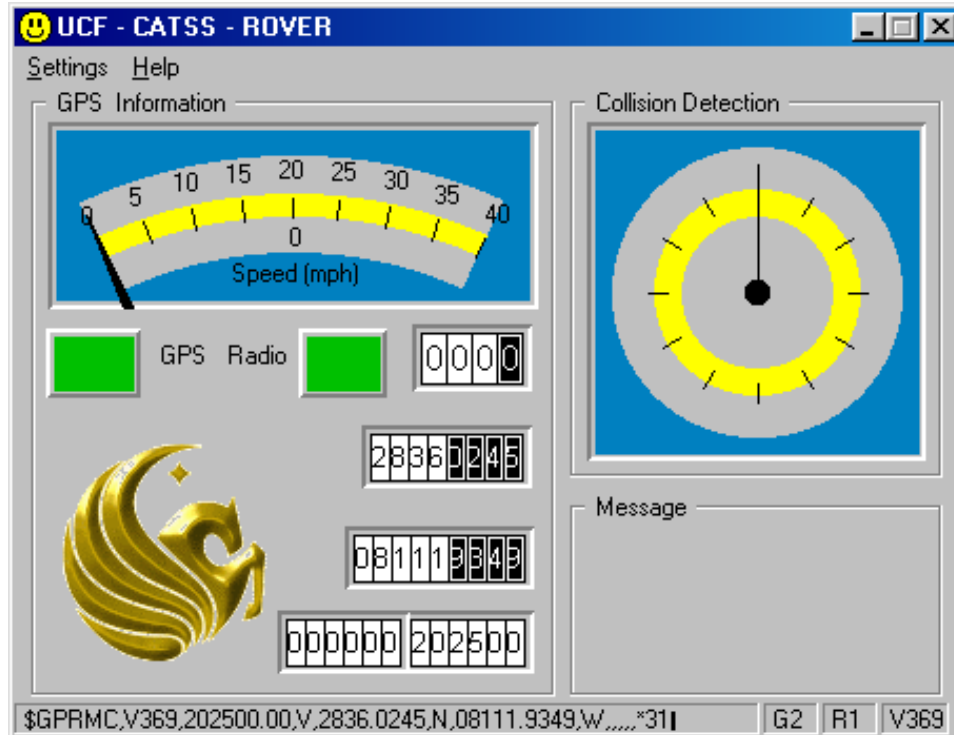 UCF - CATSS - ROVER
Settings Help
GPS Information
0 5 10 15 20 25 30 35 40
0
Speed (mph)
GPS Radio
0000
28360245
081119349
000000 202500
Collision Detection
Message
$GPRMC,V369,202500.00,V,2836.0245,N,08111.9349,W,,,,,*31
G2 R1 V369